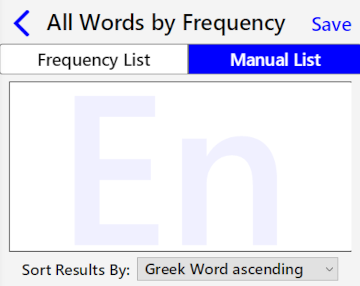 All Words by Frequency Save
Frequency List Manual List
En
Sort Results By: Greek Word ascending